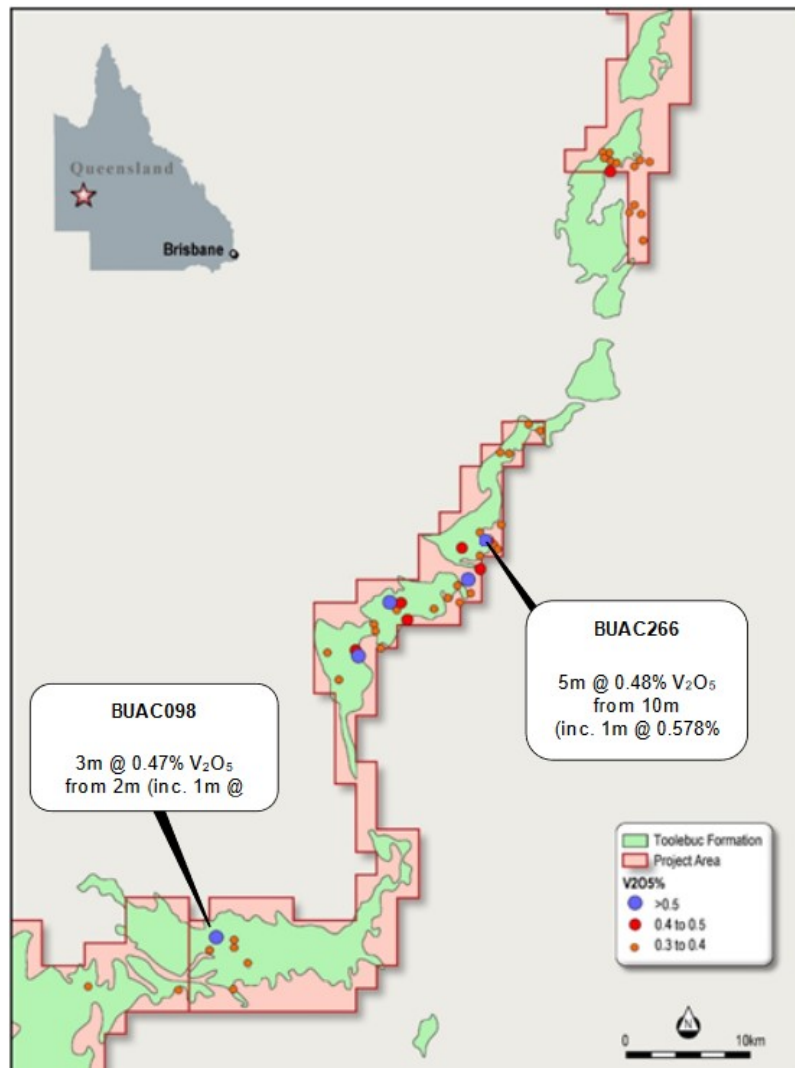 Queensland
Brisbane
BUAC266
5m @ 0.48% V₂O₅
from 10m
(inc. 1m @ 0.578%
BUAC098
3m @ 0.47% V₂O₅
from 2m (inc. 1m @
Toolebuc Formation
Project Area
V2O5%
>0.5
0.4 to 0.5
0.3 to 0.4
N
0 10km